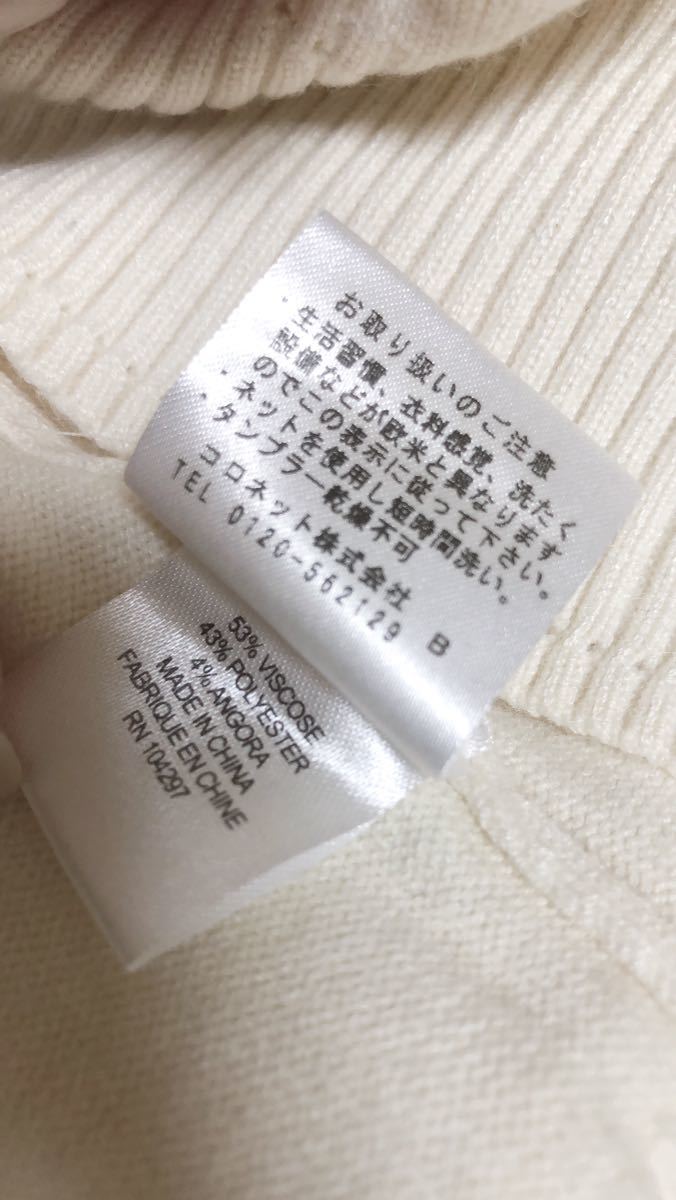 お取り扱いのご注意
・生活習慣、衣料感覚、洗たく
設備などが欧米と異なります
のでこの表示に従って下さい。
・ネットを使用し短時間洗い。
・タンブラー乾燥不可
コロネット株式会社
TEL 0120-562129 B
53% VISCOSE
43% POLYESTER
4% ANGORA
MADE IN CHINA
FABRIQUE EN CHINE
RN 104297